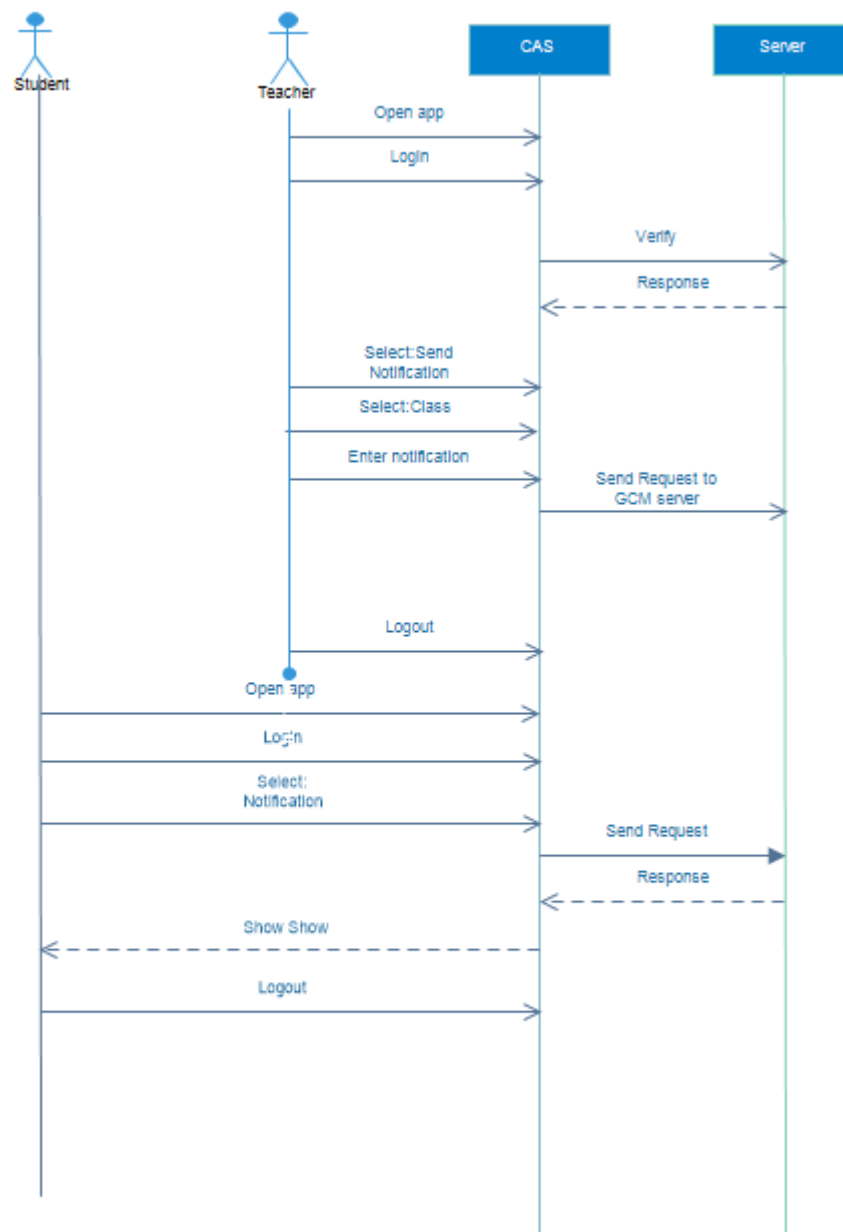 CAS
Server
Student
Teacher
Open app
Login
Verify
Response
Select:Send
Notification
Select:Class
Enter notification
Send Request to
GCM server
Logout
Open app
Login
Select:
Notification
Send Request
Response
Show Show
Logout